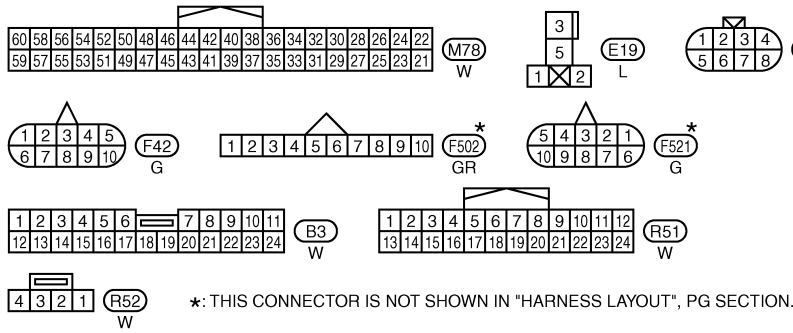 60 58 56 54 52 50 48 46 44 42 40 38 36 34 32 30 28 26 24 22
59 57 55 53 51 49 47 45 43 41 39 37 35 33 31 29 27 25 23 21
M78
W
3
5
1 2
E19
L
1 2 3 4
5 6 7 8
1 2 3 4 5
6 7 8 9 10
F42
G
1 2 3 4 5 6 7 8 9 10
*
F502
GR
5 4 3 2 1
10 9 8 7 6
*
F521
G
1 2 3 4 5 6 7 8 9 10 11
12 13 14 15 16 17 18 19 20 21 22 23 24
B3
W
1 2 3 4 5 6 7 8 9 10 11 12
13 14 15 16 17 18 19 20 21 22 23 24
R51
W
4 3 2 1
R52
W
*: THIS CONNECTOR IS NOT SHOWN IN "HARNESS LAYOUT", PG SECTION.